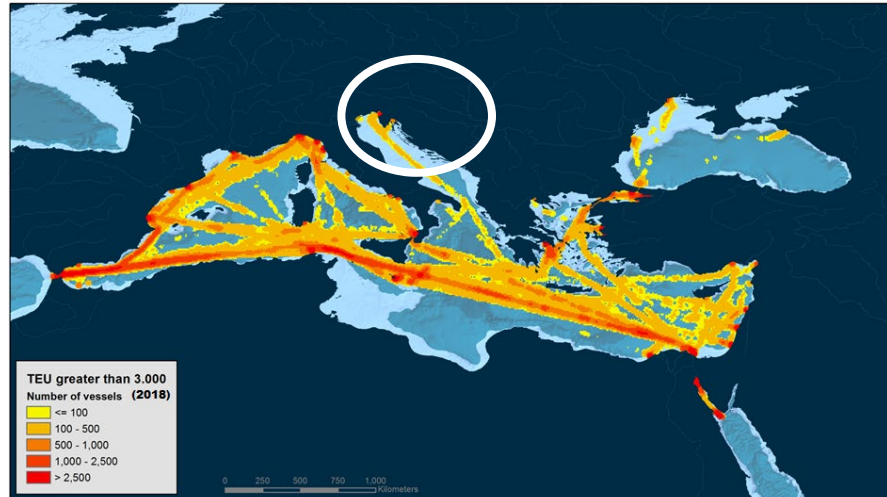 TEU greater than 3.000
Number of vessels (2018)
<= 100
100 - 500
500 - 1,000
1,000 - 2,500
> 2,500
0 250 500 750 1,000
Kilometers